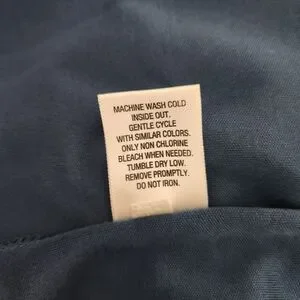 MACHINE WASH COLD
INSIDE OUT,
GENTLE CYCLE
WITH SIMILAR COLORS.
ONLY NON CHLORINE
BLEACH WHEN NEEDED.
TUMBLE DRY LOW.
REMOVE PROMPTLY.
DO NOT IRON.